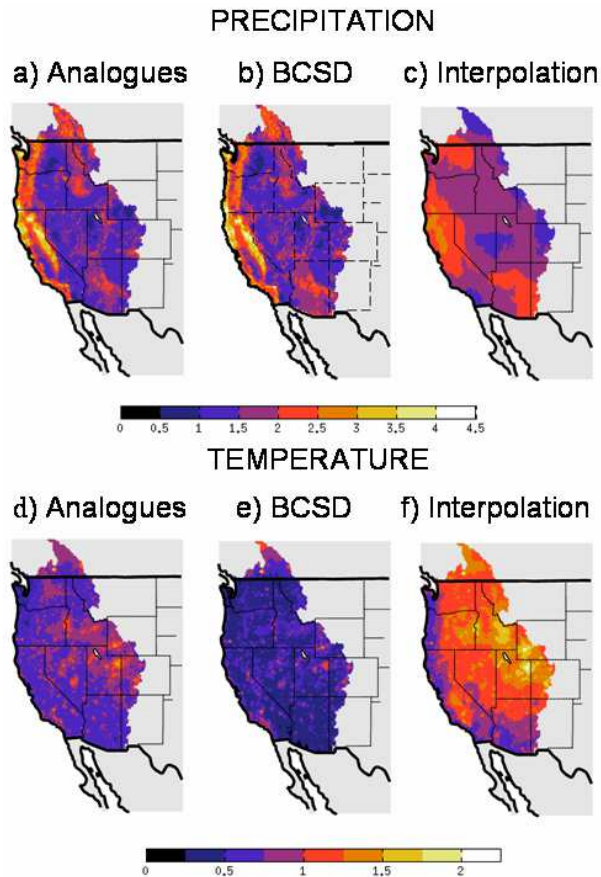 PRECIPITATION
a) Analogues b) BCSD c) Interpolation
0 0.5 1 1.5 2 2.5 3 3.5 4 4.5
TEMPERATURE
d) Analogues e) BCSD f) Interpolation
0 0.5 1 1.5 2